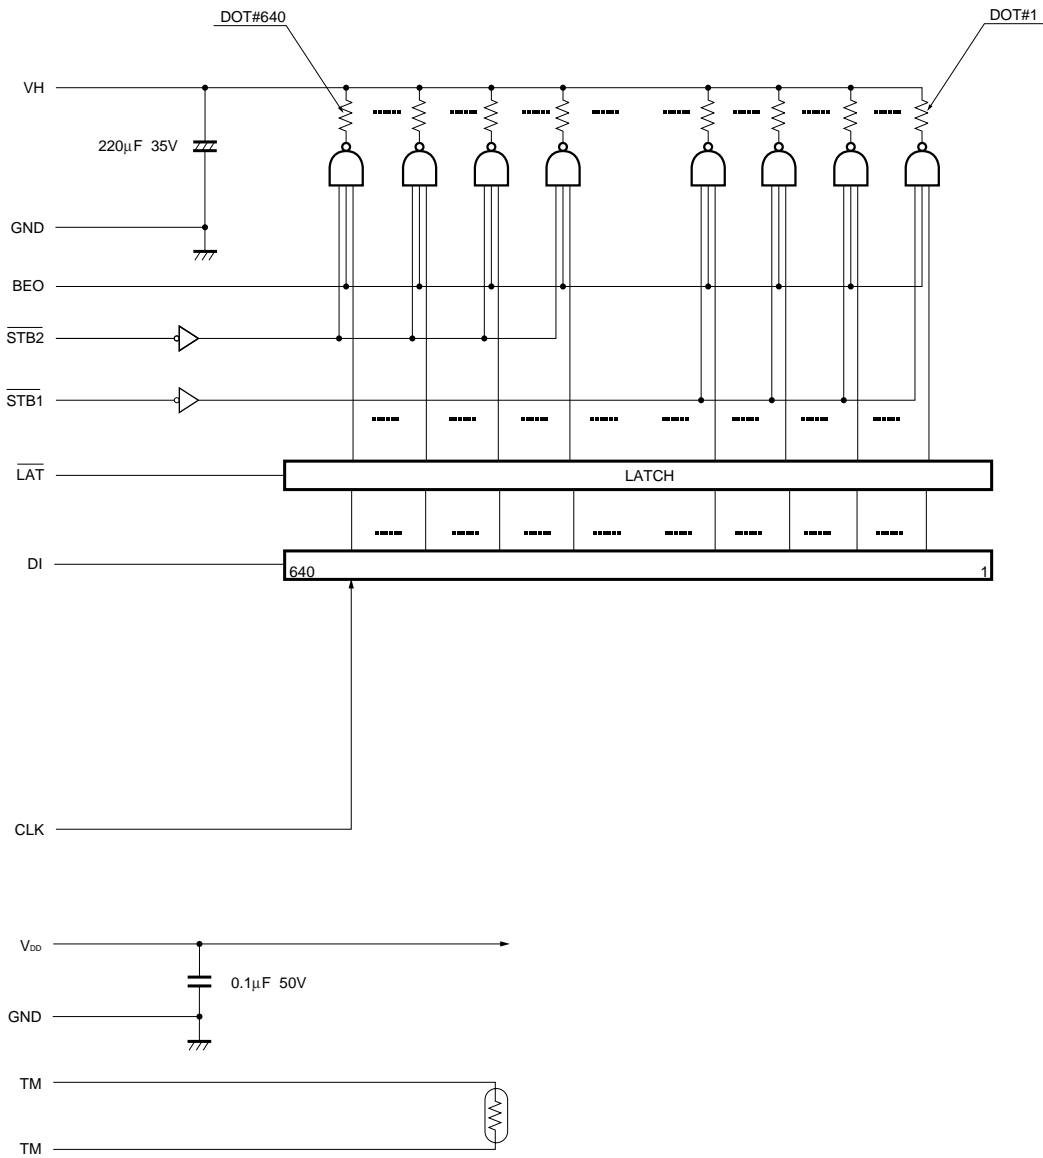 DOT#640
DOT#1
VH
220μF 35V
GND
BEO
STB2
STB1
LAT
LATCH
DI
640
1
CLK
VDD
0.1μF 50V
GND
TM
TM